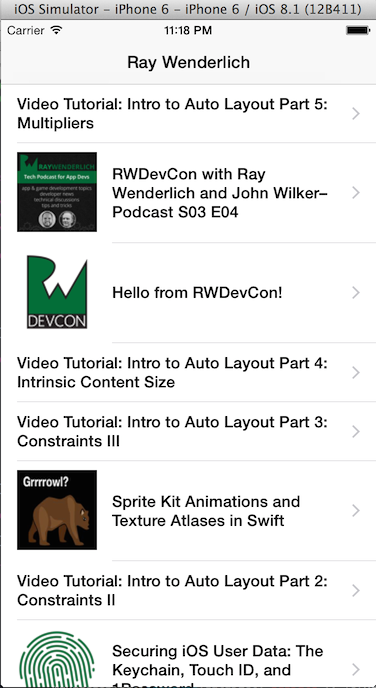 iOS Simulator – iPhone 6 – iPhone 6 / iOS 8.1 (12B411)
Carrier 11:18 PM
Ray Wenderlich
Video Tutorial: Intro to Auto Layout Part 5:
Multipliers
RAYWENDERLICH
Tech Podcast for App Devs
app & game development topics
developer news
technical discussions
tips and tricks
RWDevCon with Ray
Wenderlich and John Wilker–
Podcast S03 E04
DEVCON
Hello from RWDevCon!
Video Tutorial: Intro to Auto Layout Part 4:
Intrinsic Content Size
Video Tutorial: Intro to Auto Layout Part 3:
Constraints III
Grrrrowl?
Sprite Kit Animations and
Texture Atlases in Swift
Video Tutorial: Intro to Auto Layout Part 2:
Constraints II
Securing iOS User Data: The
Keychain, Touch ID, and
1Password